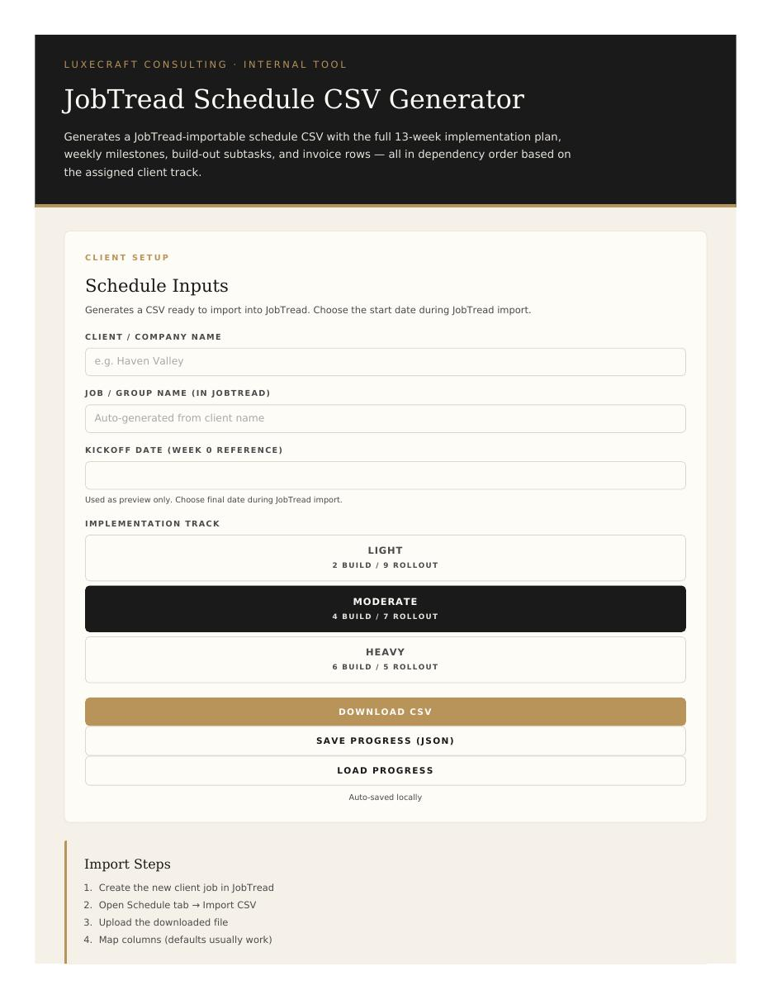 LUXECRAFT CONSULTING · INTERNAL TOOL
JobTread Schedule CSV Generator
Generates a JobTread-importable schedule CSV with the full 13-week implementation plan,
weekly milestones, build-out subtasks, and invoice rows — all in dependency order based on
the assigned client track.
CLIENT SETUP
Schedule Inputs
Generates a CSV ready to import into JobTread. Choose the start date during JobTread import.
CLIENT / COMPANY NAME
e.g. Haven Valley
JOB / GROUP NAME (IN JOBTREAD)
Auto-generated from client name
KICKOFF DATE (WEEK 0 REFERENCE)
Used as preview only. Choose final date during JobTread import.
IMPLEMENTATION TRACK
LIGHT
2 BUILD / 9 ROLLOUT
MODERATE
4 BUILD / 7 ROLLOUT
HEAVY
6 BUILD / 5 ROLLOUT
DOWNLOAD CSV
SAVE PROGRESS (JSON)
LOAD PROGRESS
Auto-saved locally
Import Steps
1. Create the new client job in JobTread
2. Open Schedule tab → Import CSV
3. Upload the downloaded file
4. Map columns (defaults usually work)